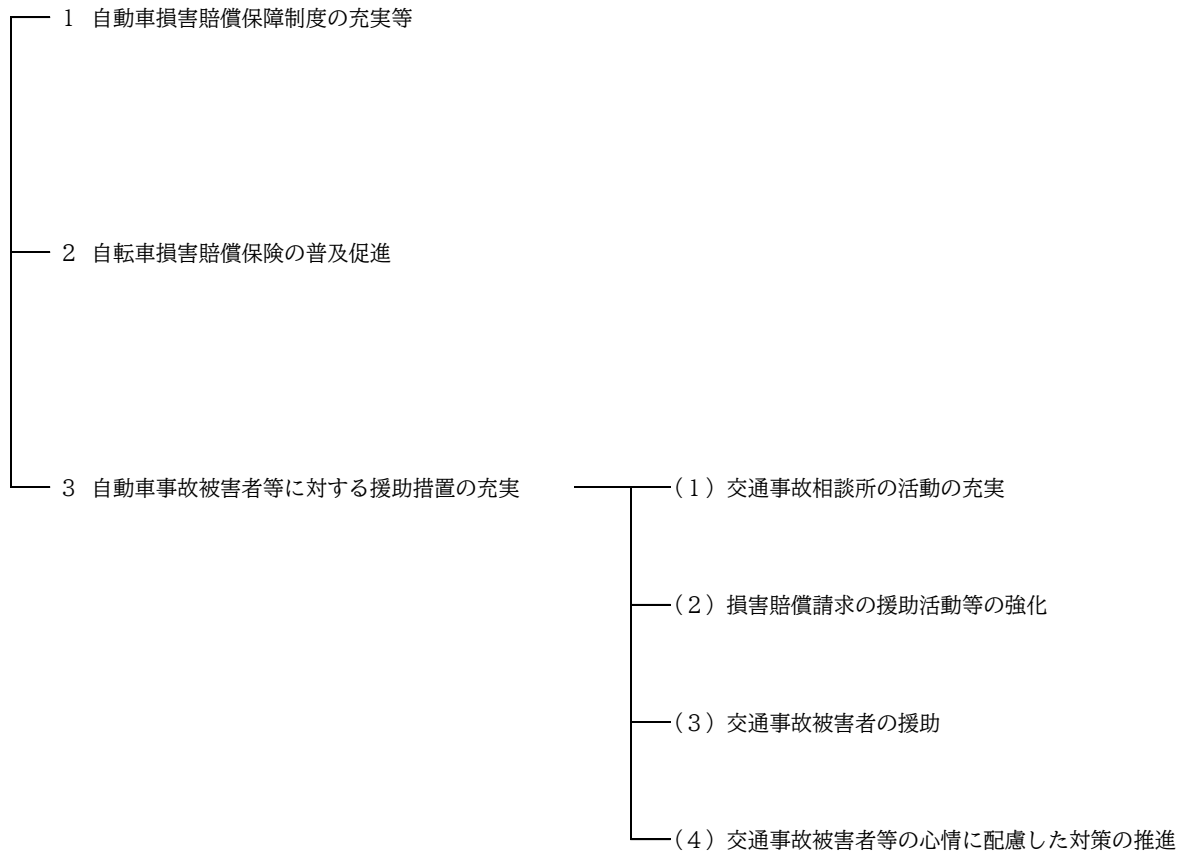 1 自動車損害賠償保障制度の充実等
2 自転車損害賠償保険の普及促進
3 自動車事故被害者等に対する援助措置の充実
(1)交通事故相談所の活動の充実
(2)損害賠償請求の援助活動等の強化
(3)交通事故被害者の援助
(4)交通事故被害者等の心情に配慮した対策の推進